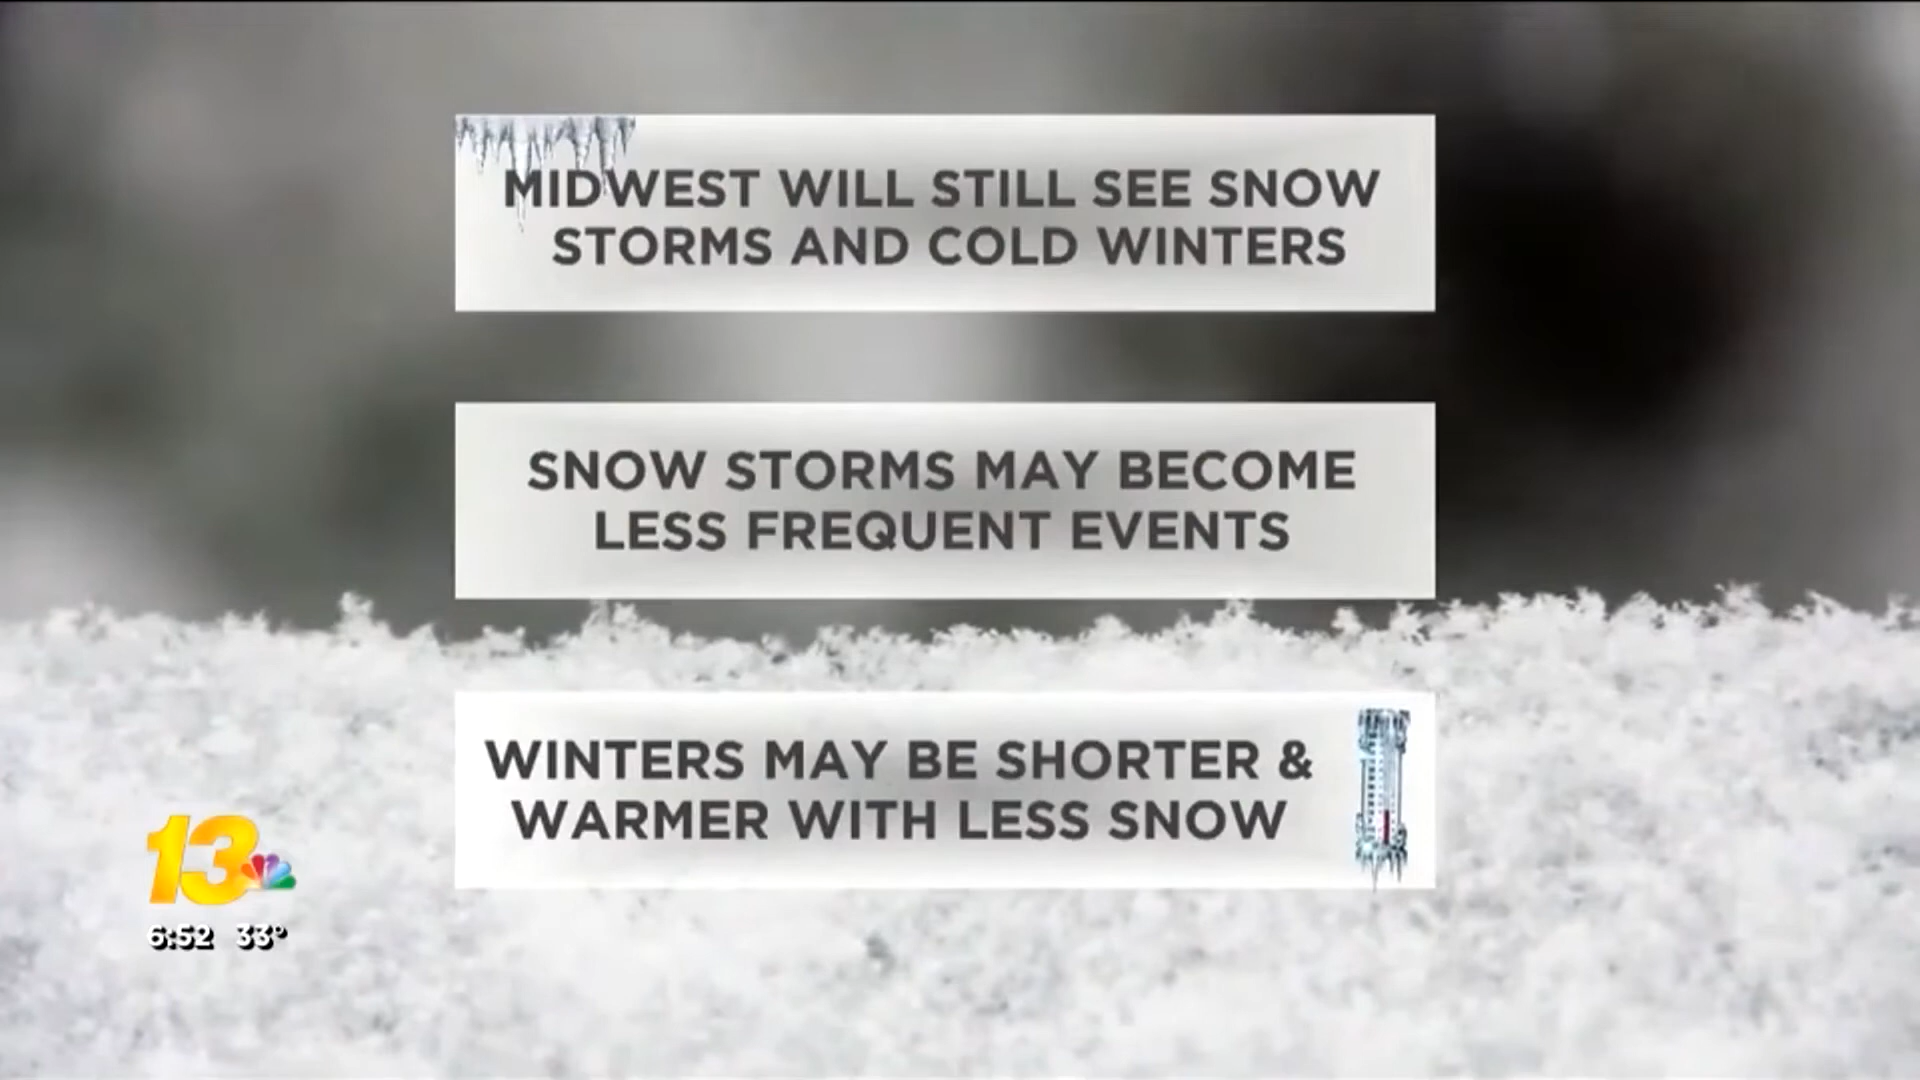 MIDWEST WILL STILL SEE SNOW
STORMS AND COLD WINTERS
SNOW STORMS MAY BECOME
LESS FREQUENT EVENTS
WINTERS MAY BE SHORTER &
WARMER WITH LESS SNOW
13
6:52 33°